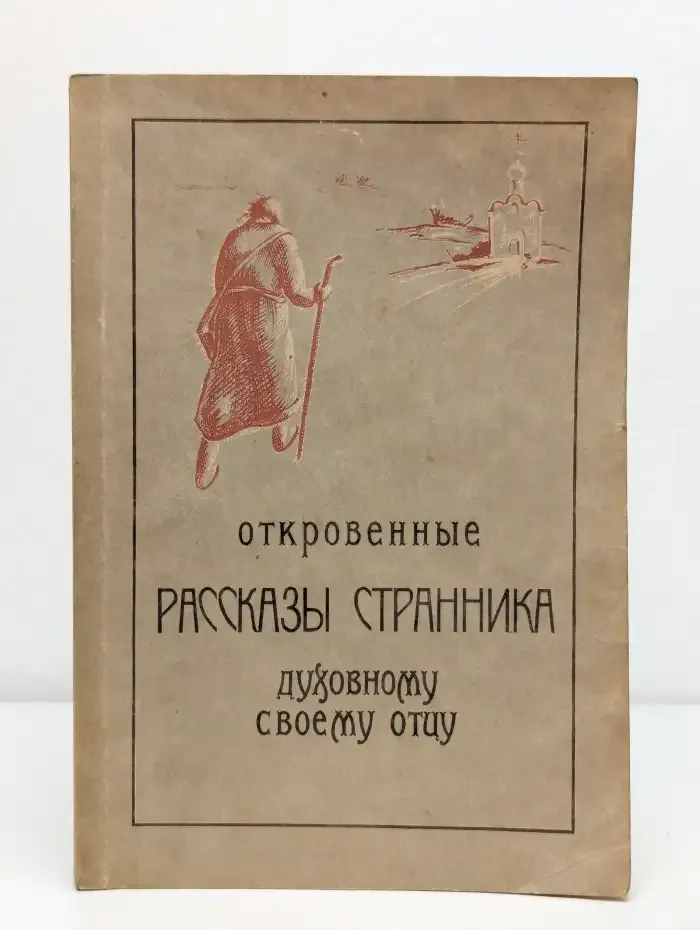 откровенные
РАССКАЗЫ СТРАННИКА
духовному
своему отцу